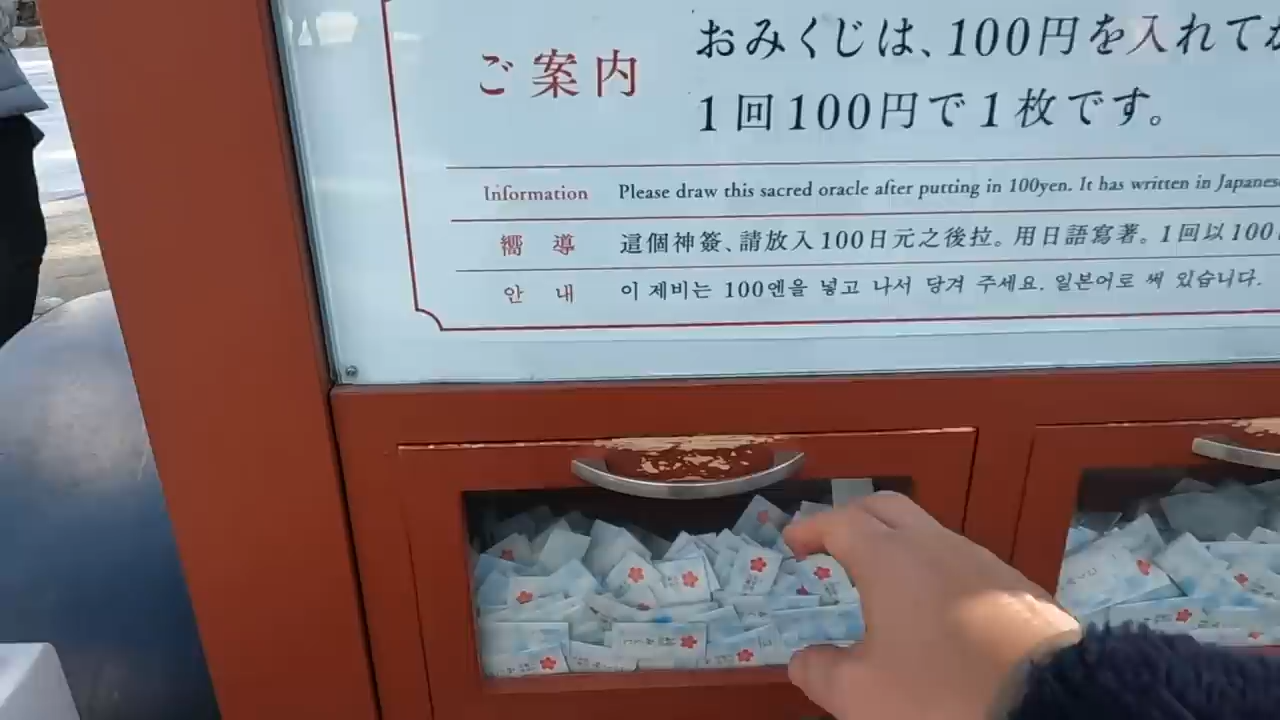 おみくじは、100円を入れてか
ご案内
1回100円で1枚です。
Information Please draw this sacred oracle after putting in 100yen. It has written in Japanes
嚮導 這個神簽、請放入100日元之後拉。用日語寫著。1回以100
안내 이 제비는 100엔을 넣고 나서 당겨 주세요. 일본어로 써 있습니다.